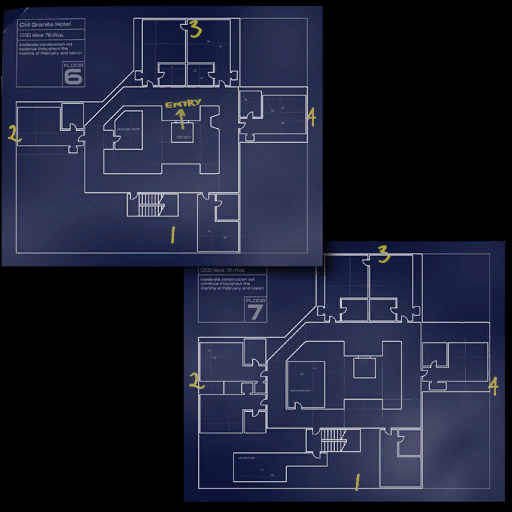 Old Granite Hotel
1200 West 7th Ave.
Moderate construction will
continue throughout the
months of February and March
FLOOR
6
3
ENTRY
2
4
1
1200 West 7th Ave.
Moderate construction will
continue throughout the
months of February and March
FLOOR
7
3
2
4
1